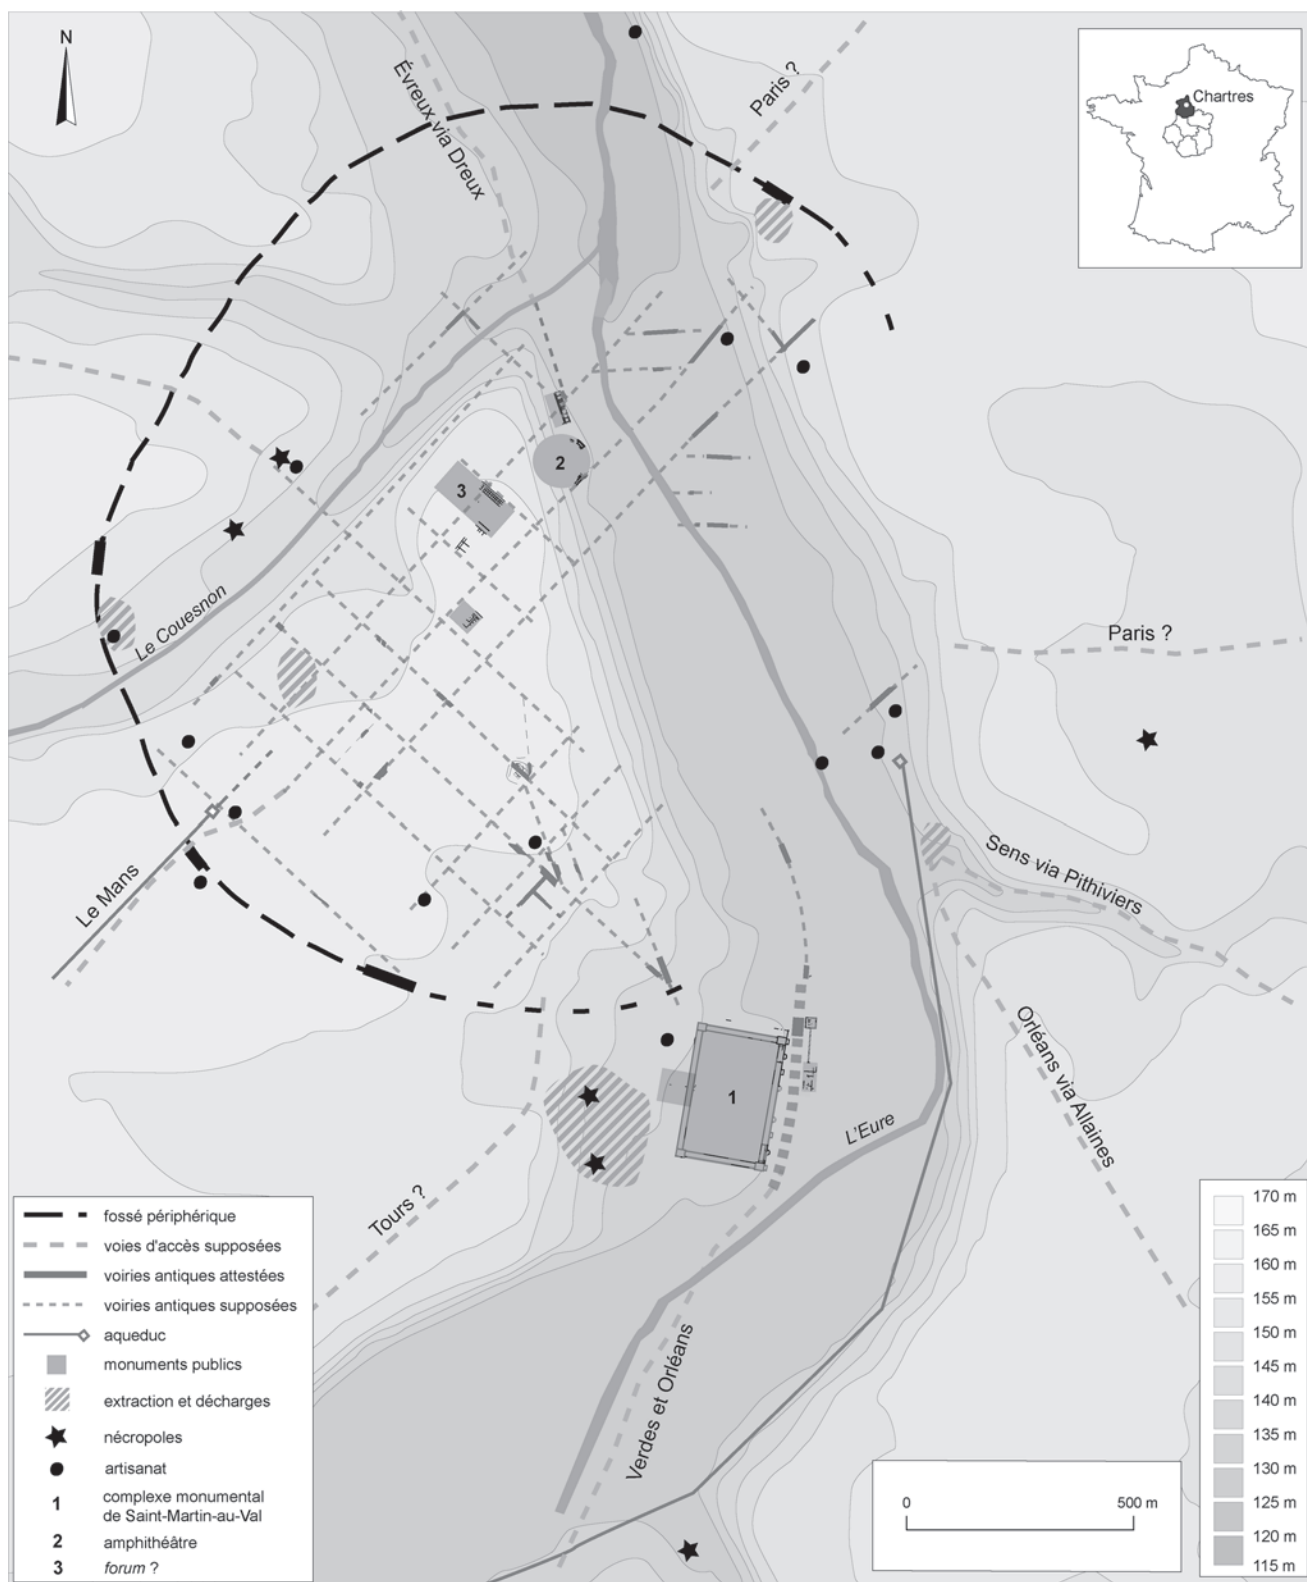 N
Évreux via Dreux
Paris ?
Chartres
2
3
Le Couesnon
Paris ?
Le Mans
Sens via Pithiviers
Orléans via Allaines
1
L'Eure
Tours ?
Verdes et Orléans
fossé périphérique
voies d'accès supposées
voiries antiques attestées
voiries antiques supposées
aqueduc
monuments publics
extraction et décharges
nécropoles
artisanat
1 complexe monumental
de Saint-Martin-au-Val
2 amphithéâtre
3 forum ?
0 500 m
170 m
165 m
160 m
155 m
150 m
145 m
140 m
135 m
130 m
125 m
120 m
115 m